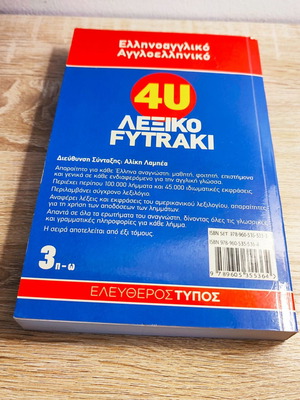 Ελληνοαγγλικό
Αγγλοελληνικό
4U
ΛΕΞΙΚΟ
FYTRAKI
Διεύθυνση Σύνταξης: Αλίκη Λαμπέα
Απαραίτητο για κάθε Έλληνα αναγνώστη: μαθητή, φοιτητή, επιστήμονα
και γενικά σε κάθε ενδιαφερόμενο για την αγγλική γλώσσα.
Περιέχει περίπου 100.000 λήμματα και 45.000 ιδιωματικές εκφράσεις.
Περιλαμβάνει σύγχρονο λεξιλόγιο.
Αναφέρει λέξεις και εκφράσεις του αμερικανικού λεξιλογίου, απαραίτητες
για τη χρήση των αποδόσεων των λημμάτων.
Απαντά σε όλα τα ερωτήματα του αναγνώστη, δίνοντας όλες τις γλωσσικές
και γραμματικές πληροφορίες για κάθε λήμμα.
Η σειρά αποτελείται από έξι τόμους.
3 π-ω
9 789605 355364
ΕΛΕΥΘΕΡΟΣ ΤΥΠΟΣ